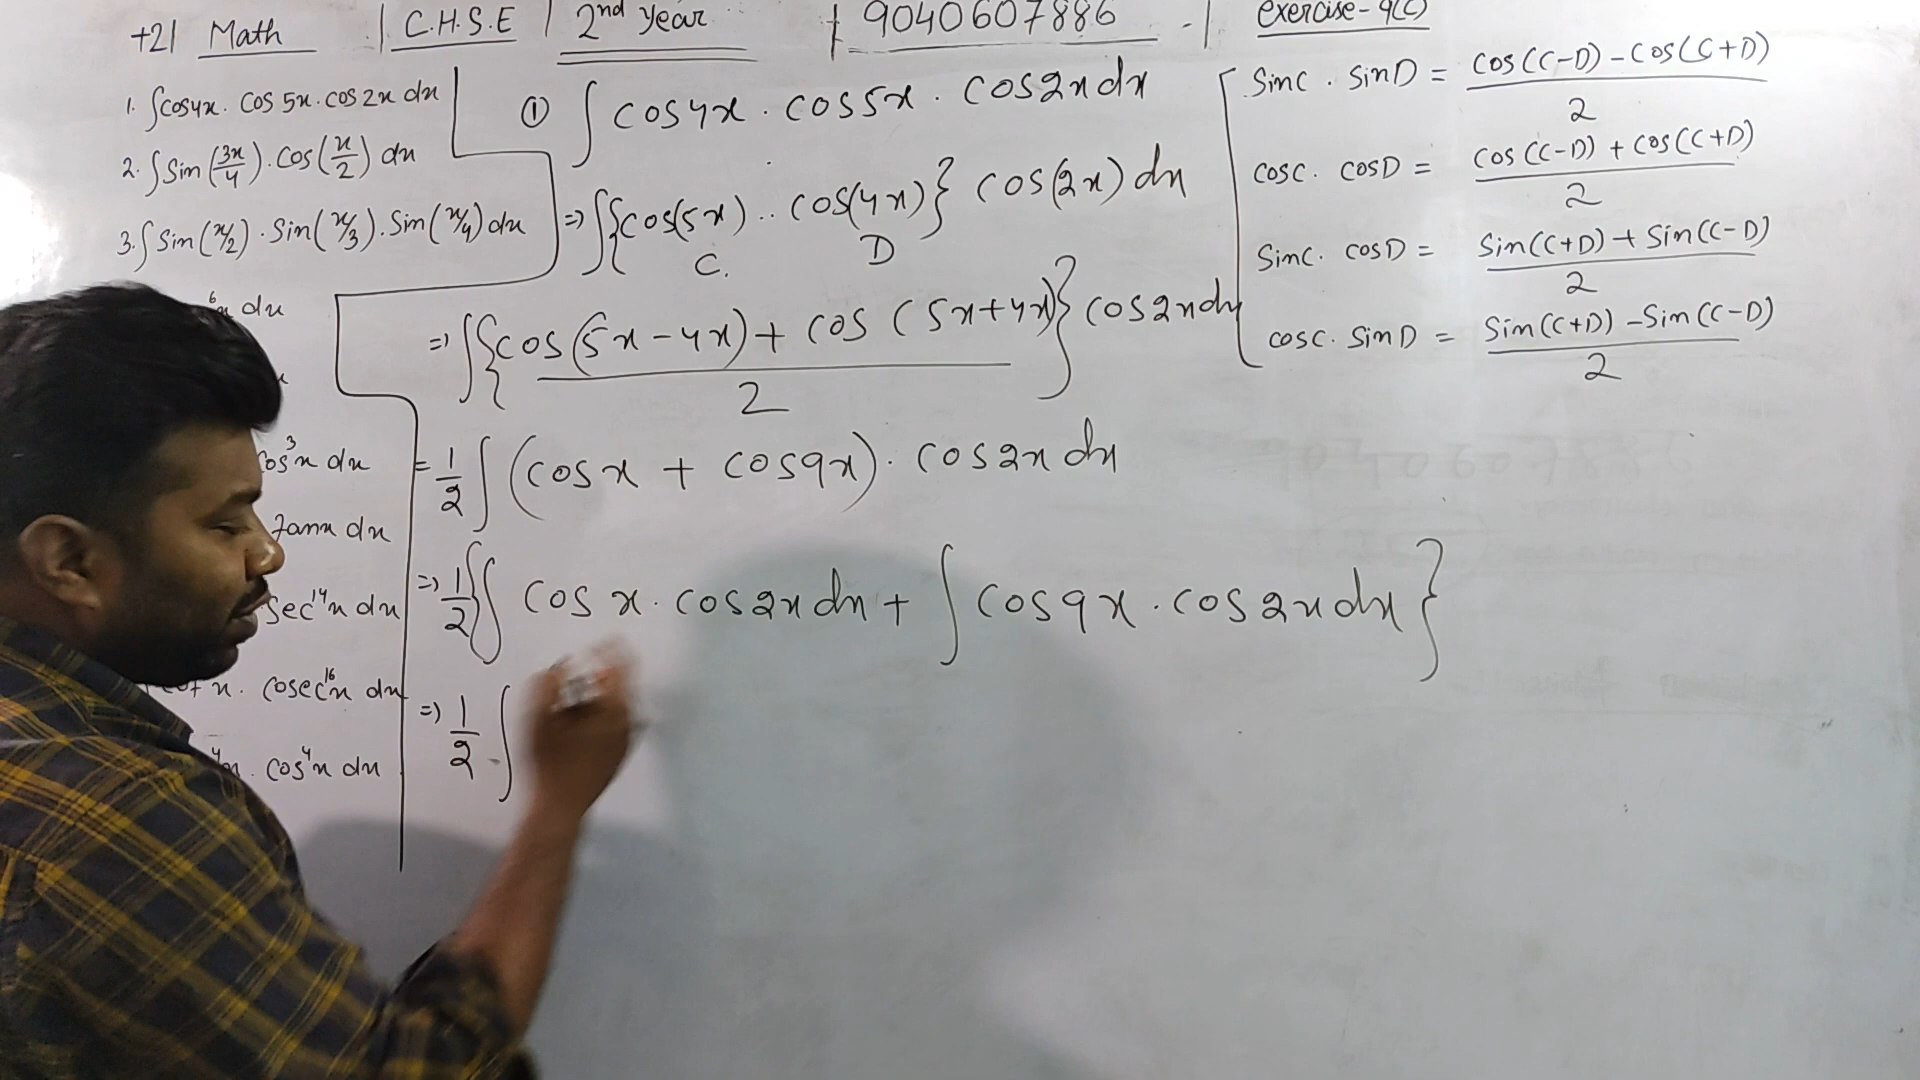 +2 | Math | C.H.S.E | 2nd Year | 9040607886 | Exercise - 9(C)
1. ∫cos4x. cos 5x. cos 2x dx
2. ∫Sin(3x/4). Cos(x/2) dx
3. ∫Sin(x/2). Sin(x/3). Sin(x/4) dx
dx
cos³x dx
tanx dx
sec¹⁴x dx
x. cosec¹⁶x dx
. cos⁴x dx
① ∫ cos4x . cos5x . cos2x dx
⇒ ∫{cos(5x) .. cos(4x)} cos(2x) dx
C. D
⇒ ∫{cos(5x - 4x) + cos (5x+4x)/2} cos2x dx
= 1/2 ∫ (cosx + cos9x). cos2x dx
⇒ 1/2 {∫ cos x . cos2x dx + ∫ cos9x . cos2x dx}
⇒ 1/2 ∫
Sinc . SinD = cos(C-D) - cos(C+D)/2
cosc. cosD = cos(C-D) + cos(C+D)/2
Sinc. cosD = Sin(C+D) + Sin(C-D)/2
cosc. SinD = Sin(C+D) - Sin(C-D)/2